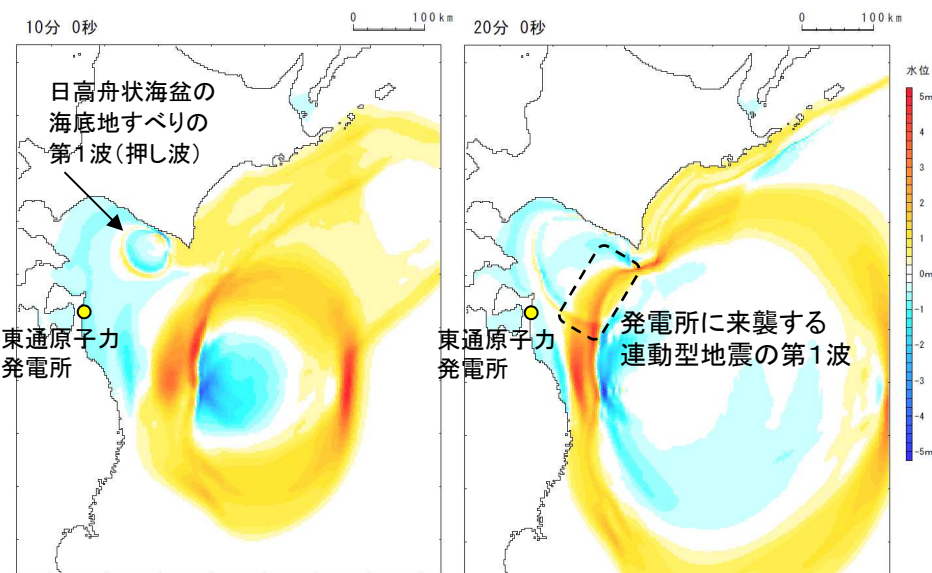 10分 0秒
0 100km
日高舟状海盆の
海底地すべりの
第1波(押し波)
東通原子力
発電所
20分 0秒
0 100km
東通原子力
発電所
発電所に来襲する
連動型地震の第1波
水位
5m
4
3
2
1
0m
-1
-2
-3
-4
-5m